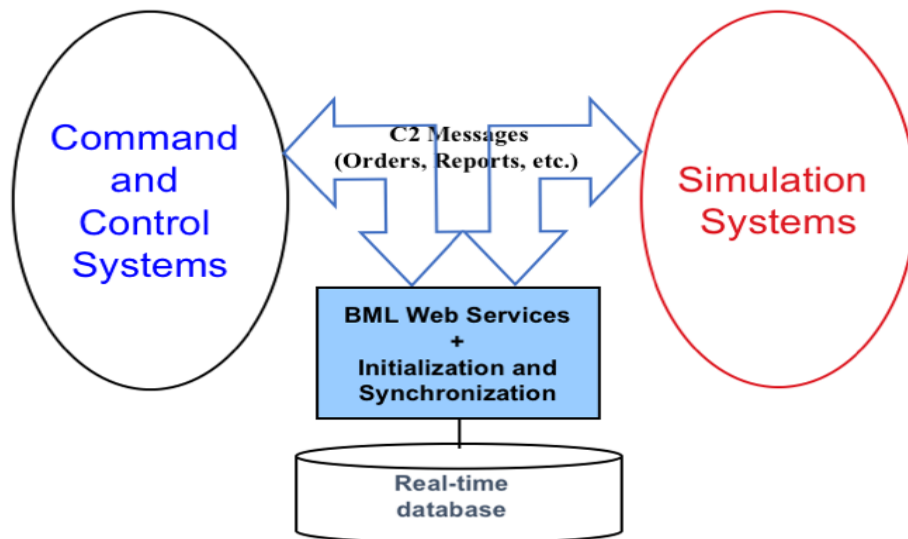 Command
and
Control
Systems
C2 Messages
(Orders, Reports, etc.)
Simulation
Systems
BML Web Services
+
Initialization and
Synchronization
Real-time
database